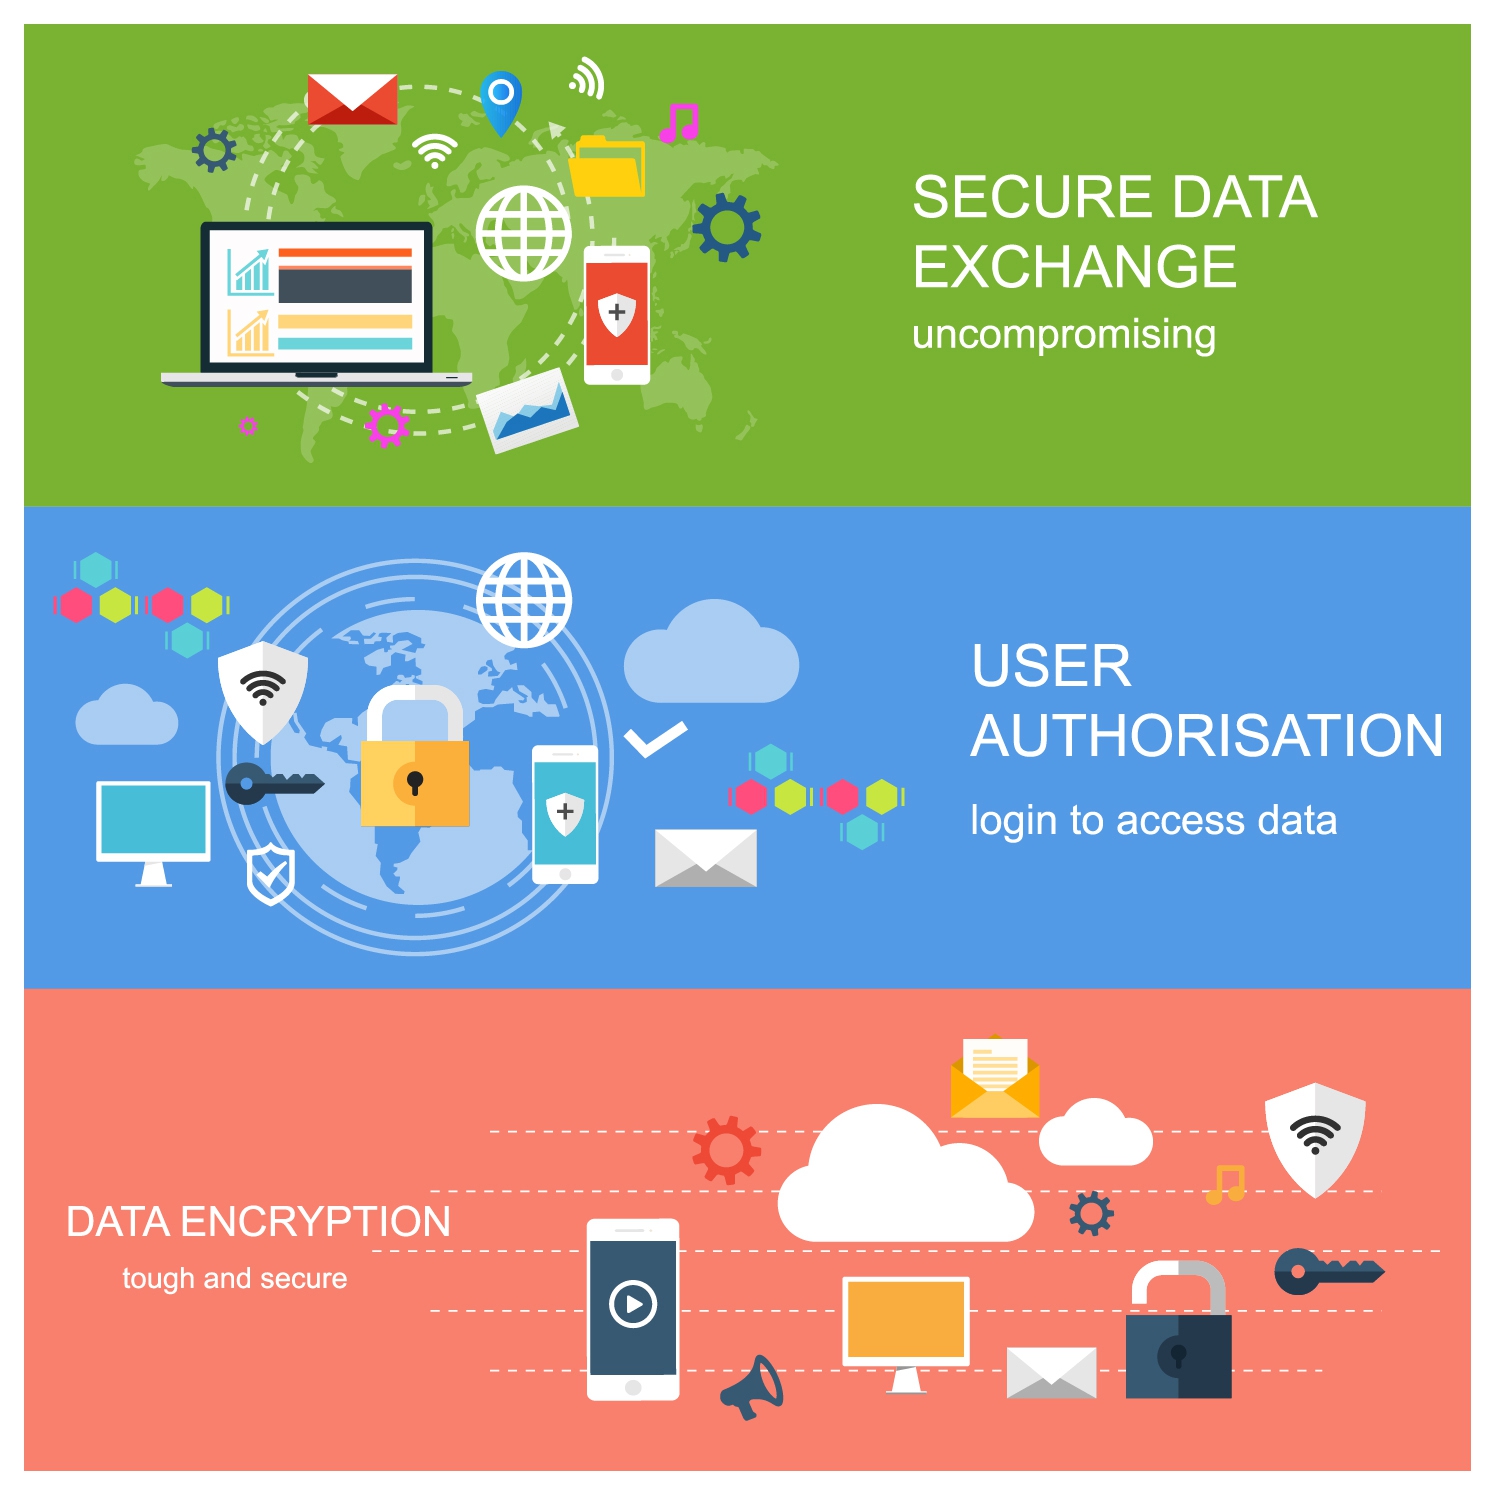 SECURE DATA
EXCHANGE
uncompromising
USER
AUTHORISATION
login to access data
DATA ENCRYPTION
tough and secure